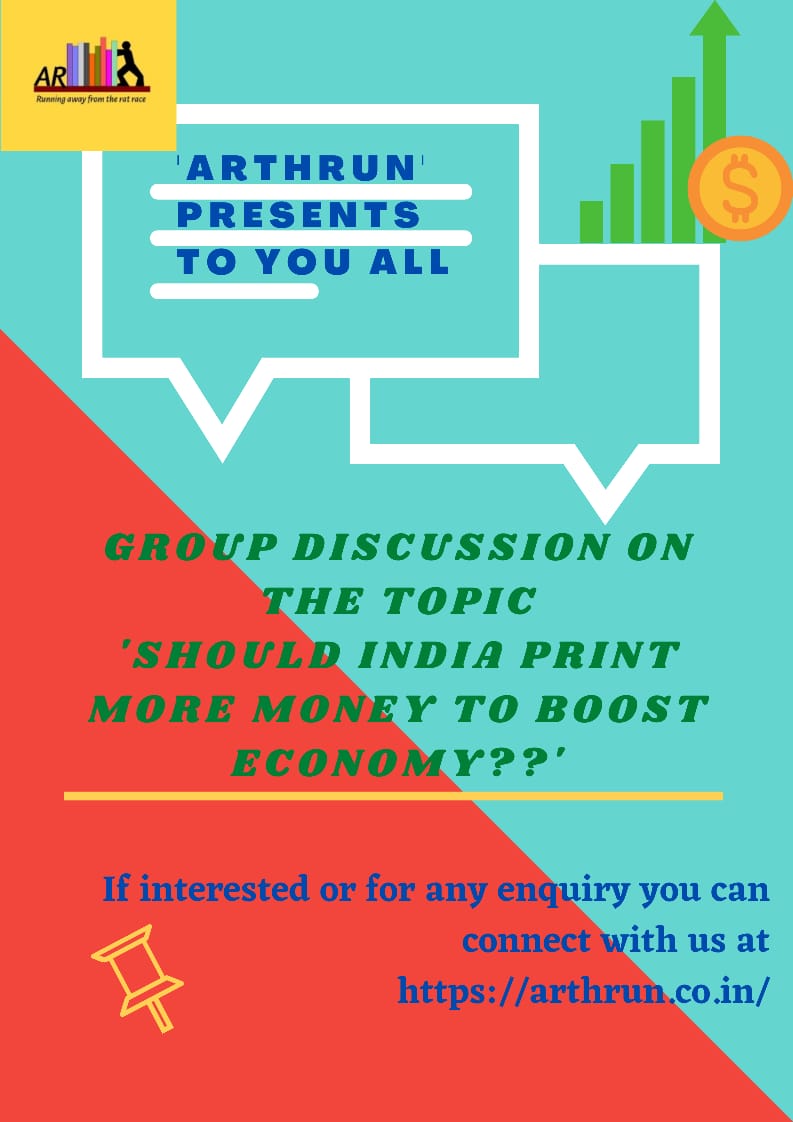 AR
Running away from the rat race
'ARTHRUN'
PRESENTS
TO YOU ALL
$
GROUP DISCUSSION ON
THE TOPIC
'SHOULD INDIA PRINT
MORE MONEY TO BOOST
ECONOMY??'
If interested or for any enquiry you can
connect with us at
https://arthrun.co.in/